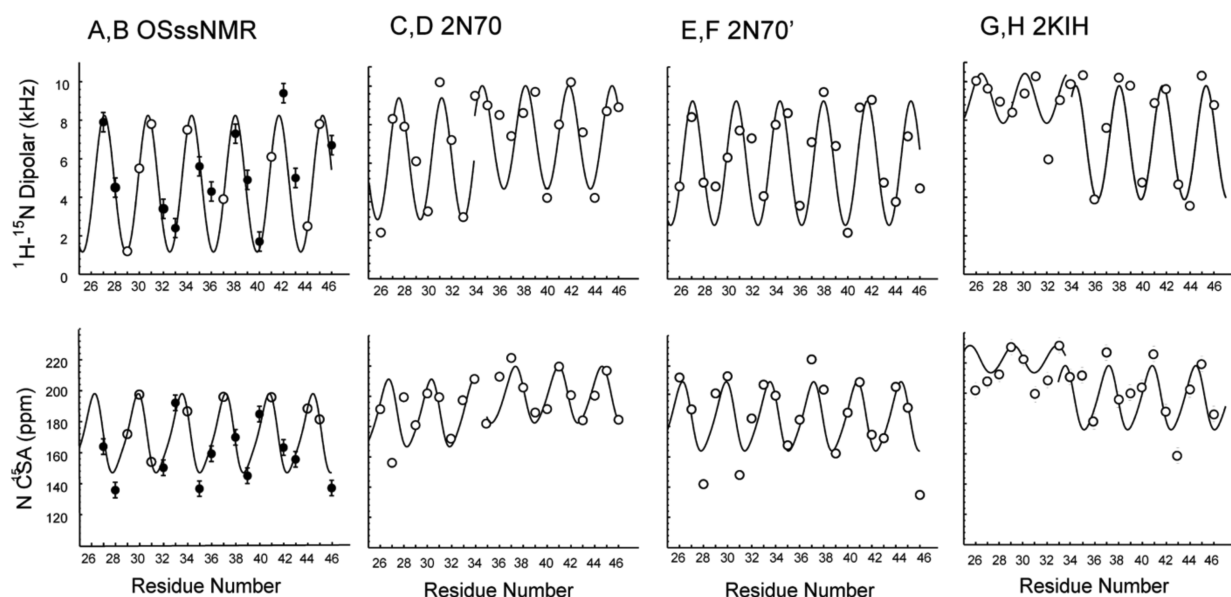 A,B OSssNMR
C,D 2N70
E,F 2N70'
G,H 2KIH
¹H-¹⁵N Dipolar (kHz)
10
8
6
4
2
0
26 28 30 32 34 36 38 40 42 44 46
26 28 30 32 34 36 38 40 42 44 46
26 28 30 32 34 36 38 40 42 44 46
26 28 30 32 34 36 38 40 42 44 46
¹⁵N CSA (ppm)
220
200
180
160
140
120
26 28 30 32 34 36 38 40 42 44 46
26 28 30 32 34 36 38 40 42 44 46
26 28 30 32 34 36 38 40 42 44 46
26 28 30 32 34 36 38 40 42 44 46
Residue Number
Residue Number
Residue Number
Residue Number